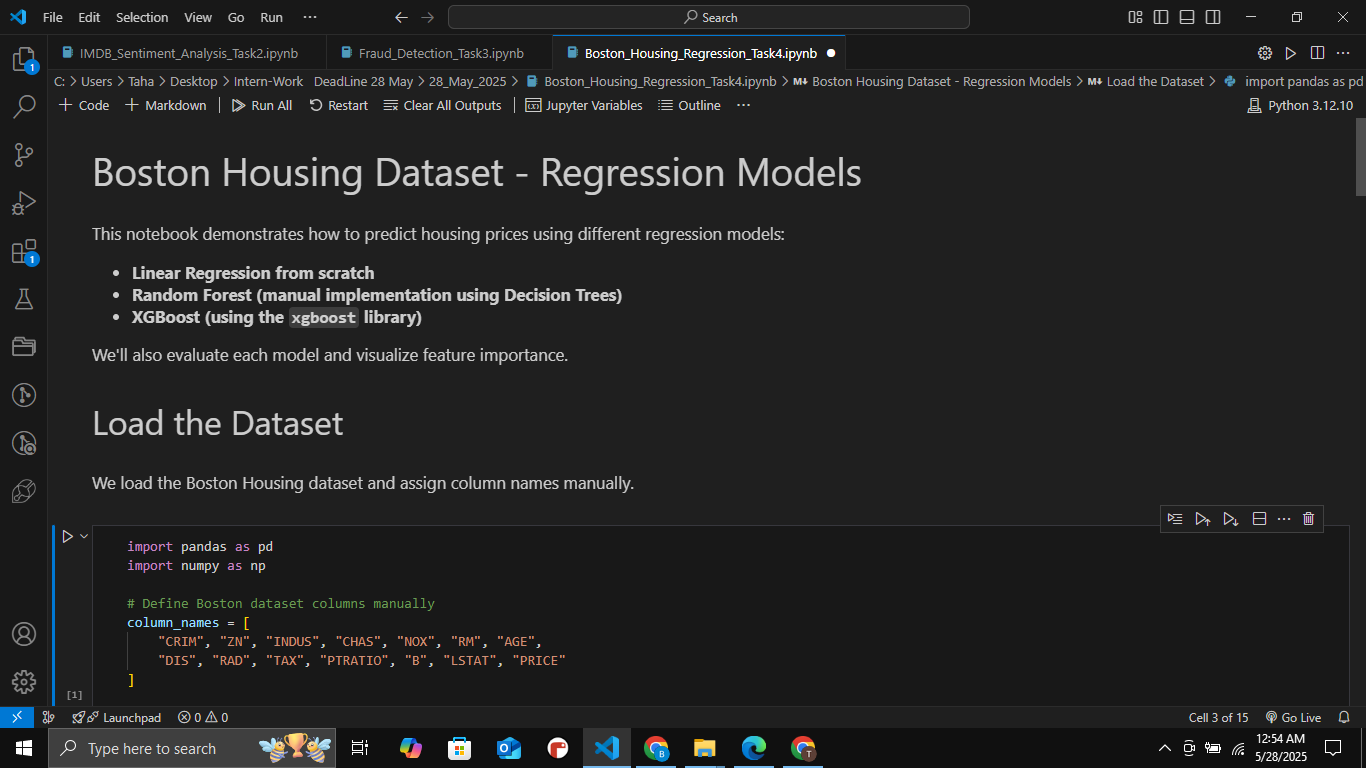 File Edit Selection View Go Run ··· Search
IMDB_Sentiment_Analysis_Task2.ipynb Fraud_Detection_Task3.ipynb Boston_Housing_Regression_Task4.ipynb
C: > Users > Taha > Desktop > Intern-Work DeadLine 28 May > 28_May_2025 > Boston_Housing_Regression_Task4.ipynb > Boston Housing Dataset - Regression Models > Load the Dataset > import pandas as pd
+ Code + Markdown Run All Restart Clear All Outputs Jupyter Variables Outline ··· Python 3.12.10
Boston Housing Dataset - Regression Models
This notebook demonstrates how to predict housing prices using different regression models:
• Linear Regression from scratch
• Random Forest (manual implementation using Decision Trees)
• XGBoost (using the xgboost library)
We'll also evaluate each model and visualize feature importance.
Load the Dataset
We load the Boston Housing dataset and assign column names manually.
import pandas as pd
import numpy as np
# Define Boston dataset columns manually
column_names = [
"CRIM", "ZN", "INDUS", "CHAS", "NOX", "RM", "AGE",
"DIS", "RAD", "TAX", "PTRATIO", "B", "LSTAT", "PRICE"
]
[1]
Launchpad 0 0 Cell 3 of 15 Go Live
Type here to search 12:54 AM
5/28/2025